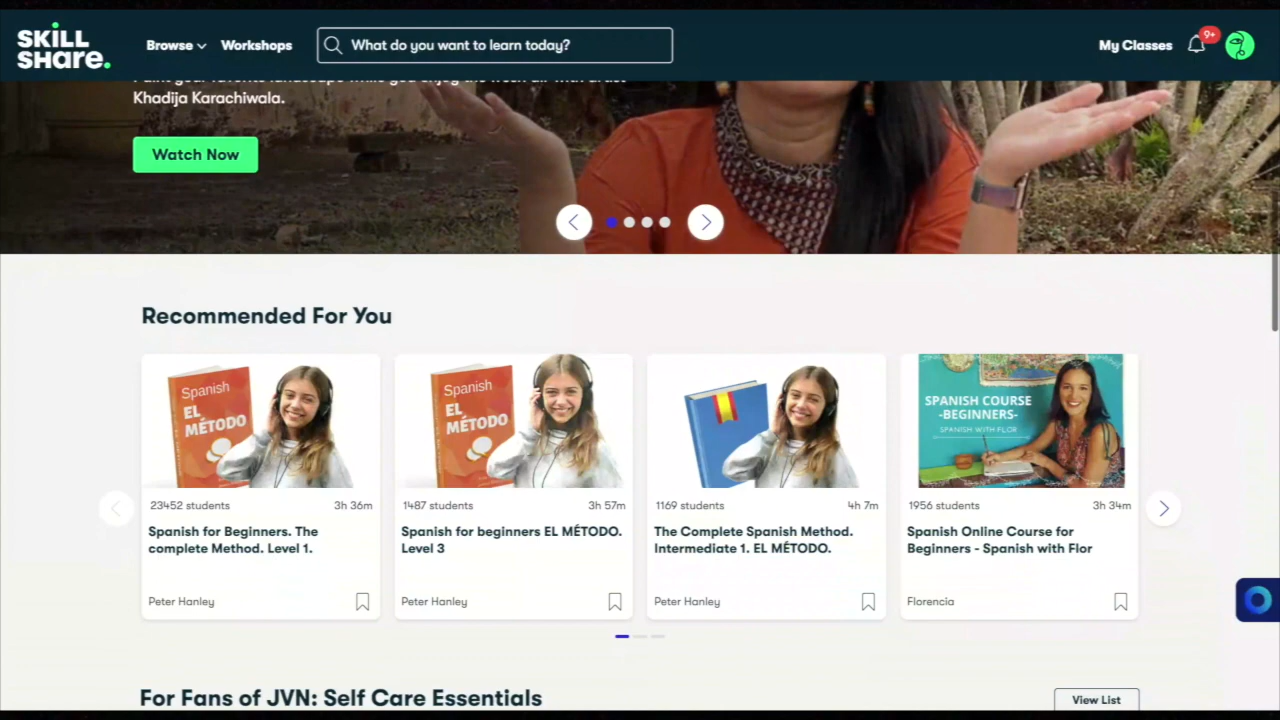 SKILL
SHare.
Browse
Workshops
What do you want to learn today?
My Classes
9+
Khadija Karachiwala.
Watch Now
Recommended For You
Spanish
EL
MÉTODO
23452 students
3h 36m
Spanish for Beginners. The
complete Method. Level 1.
Peter Hanley
Spanish
EL
MÉTODO
1487 students
3h 57m
Spanish for beginners EL MÉTODO.
Level 3
Peter Hanley
1169 students
4h 7m
The Complete Spanish Method.
Intermediate 1. EL MÉTODO.
Peter Hanley
SPANISH COURSE
-BEGINNERS-
SPANISH WITH FLOR
1956 students
3h 34m
Spanish Online Course for
Beginners - Spanish with Flor
Florencia
For Fans of JVN: Self Care Essentials
View List